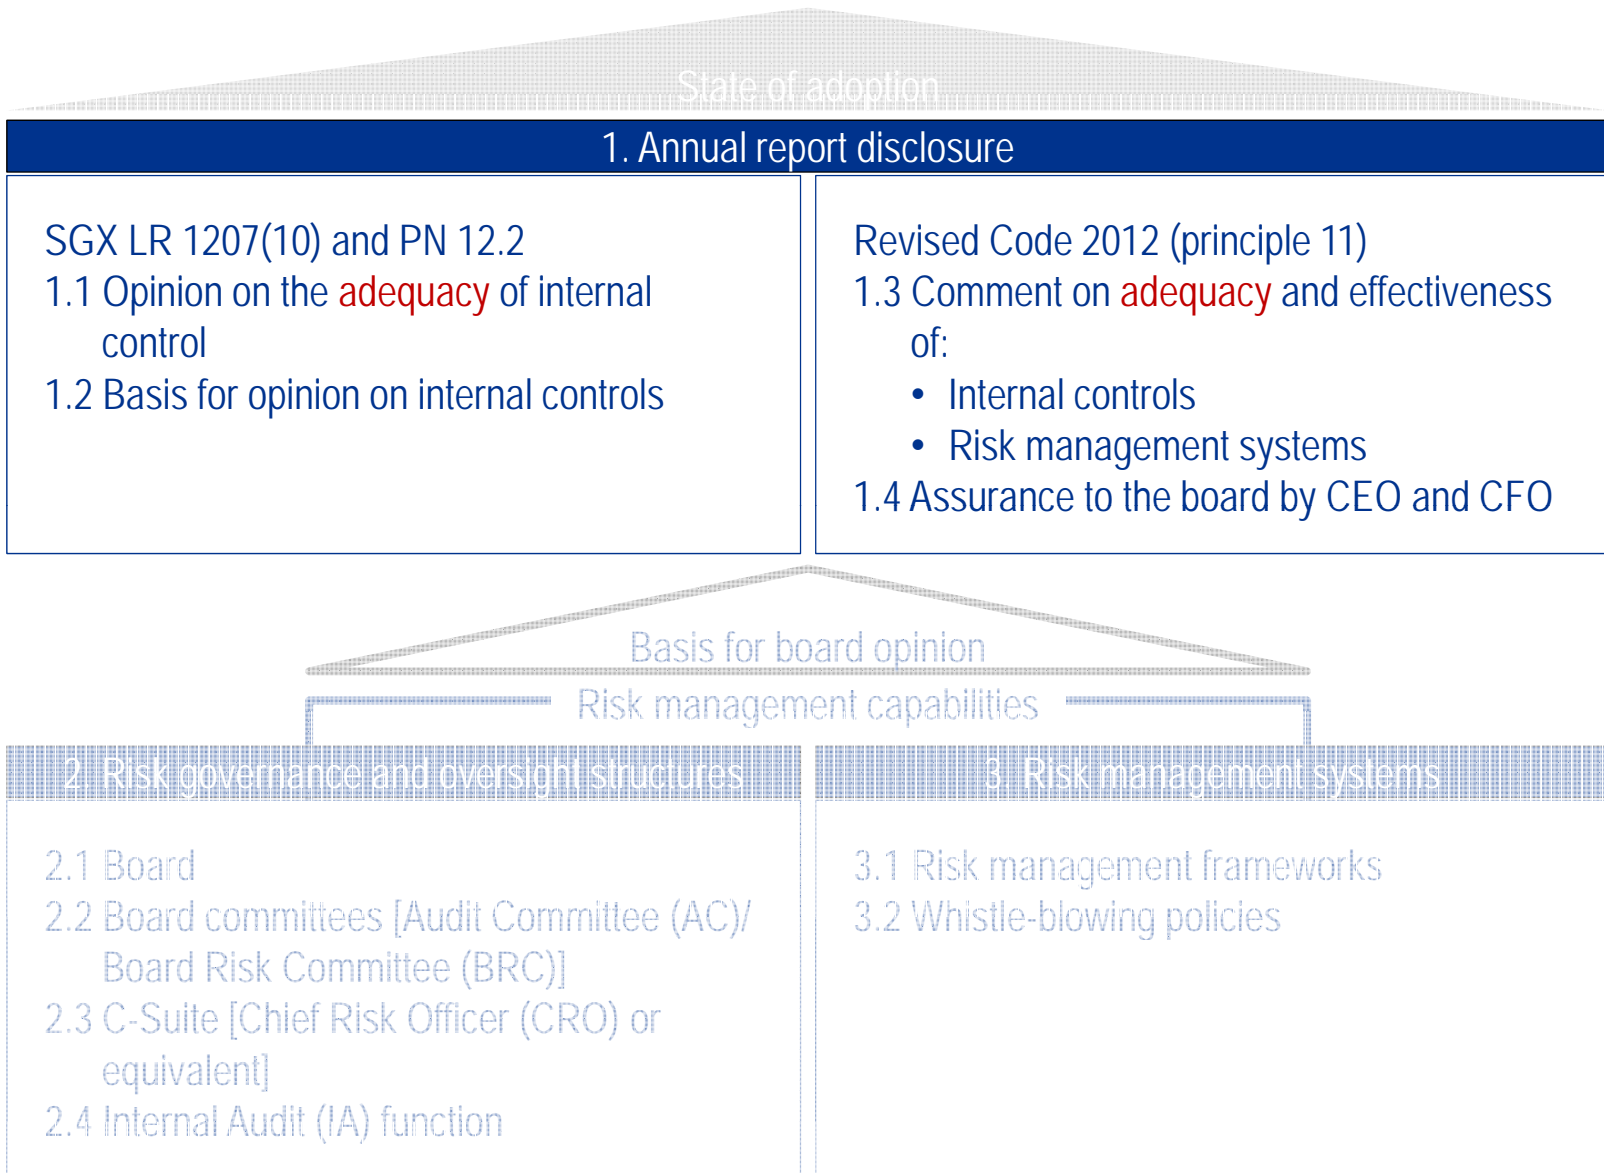 State of adoption
1. Annual report disclosure
SGX LR 1207(10) and PN 12.2
1.1 Opinion on the adequacy of internal
control
1.2 Basis for opinion on internal controls
Revised Code 2012 (principle 11)
1.3 Comment on adequacy and effectiveness
of:
• Internal controls
• Risk management systems
1.4 Assurance to the board by CEO and CFO
Basis for board opinion
Risk management capabilities
2. Risk governance and oversight structures
2.1 Board
2.2 Board committees [Audit Committee (AC)/
Board Risk Committee (BRC)]
2.3 C-Suite [Chief Risk Officer (CRO) or
equivalent]
2.4 Internal Audit (IA) function
3. Risk management systems
3.1 Risk management frameworks
3.2 Whistle-blowing policies